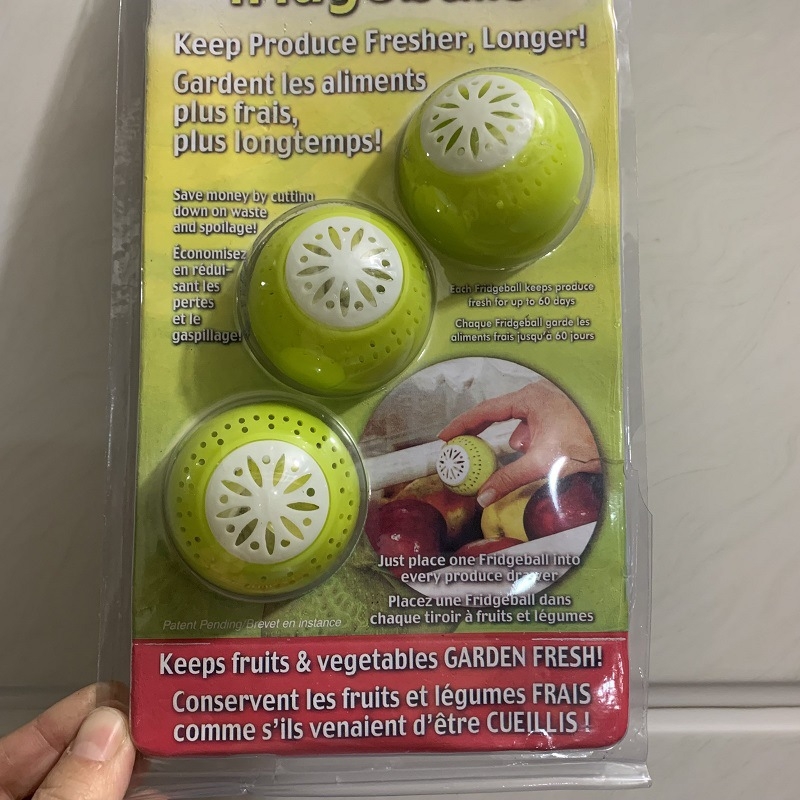 fridgeballs
Keep Produce Fresher, Longer!
Gardent les aliments
plus frais,
plus longtemps!
Save money by cutting
down on waste
and spoilage!
Économisez
en rédui-
sant les
pertes
et le
gaspillage!
Each Fridgeball keeps produce
fresh for up to 60 days
Chaque Fridgeball garde les
aliments frais jusqu'à 60 jours
Just place one Fridgeball into
every produce drawer
Placez une Fridgeball dans
chaque tiroir à fruits et légumes
Patent Pending/Brevet en instance
Keeps fruits & vegetables GARDEN FRESH!
Conservent les fruits et légumes FRAIS
comme s'ils venaient d'être CUEILLIS !